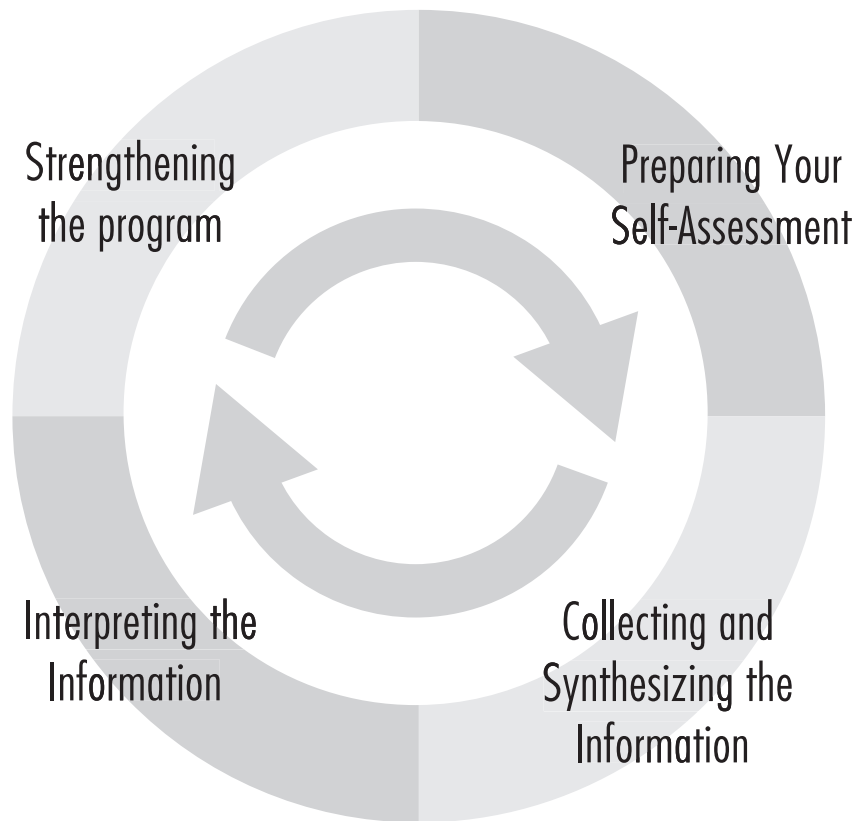 Strengthening
the program
Preparing Your
Self-Assessment
Interpreting the
Information
Collecting and
Synthesizing the
Information